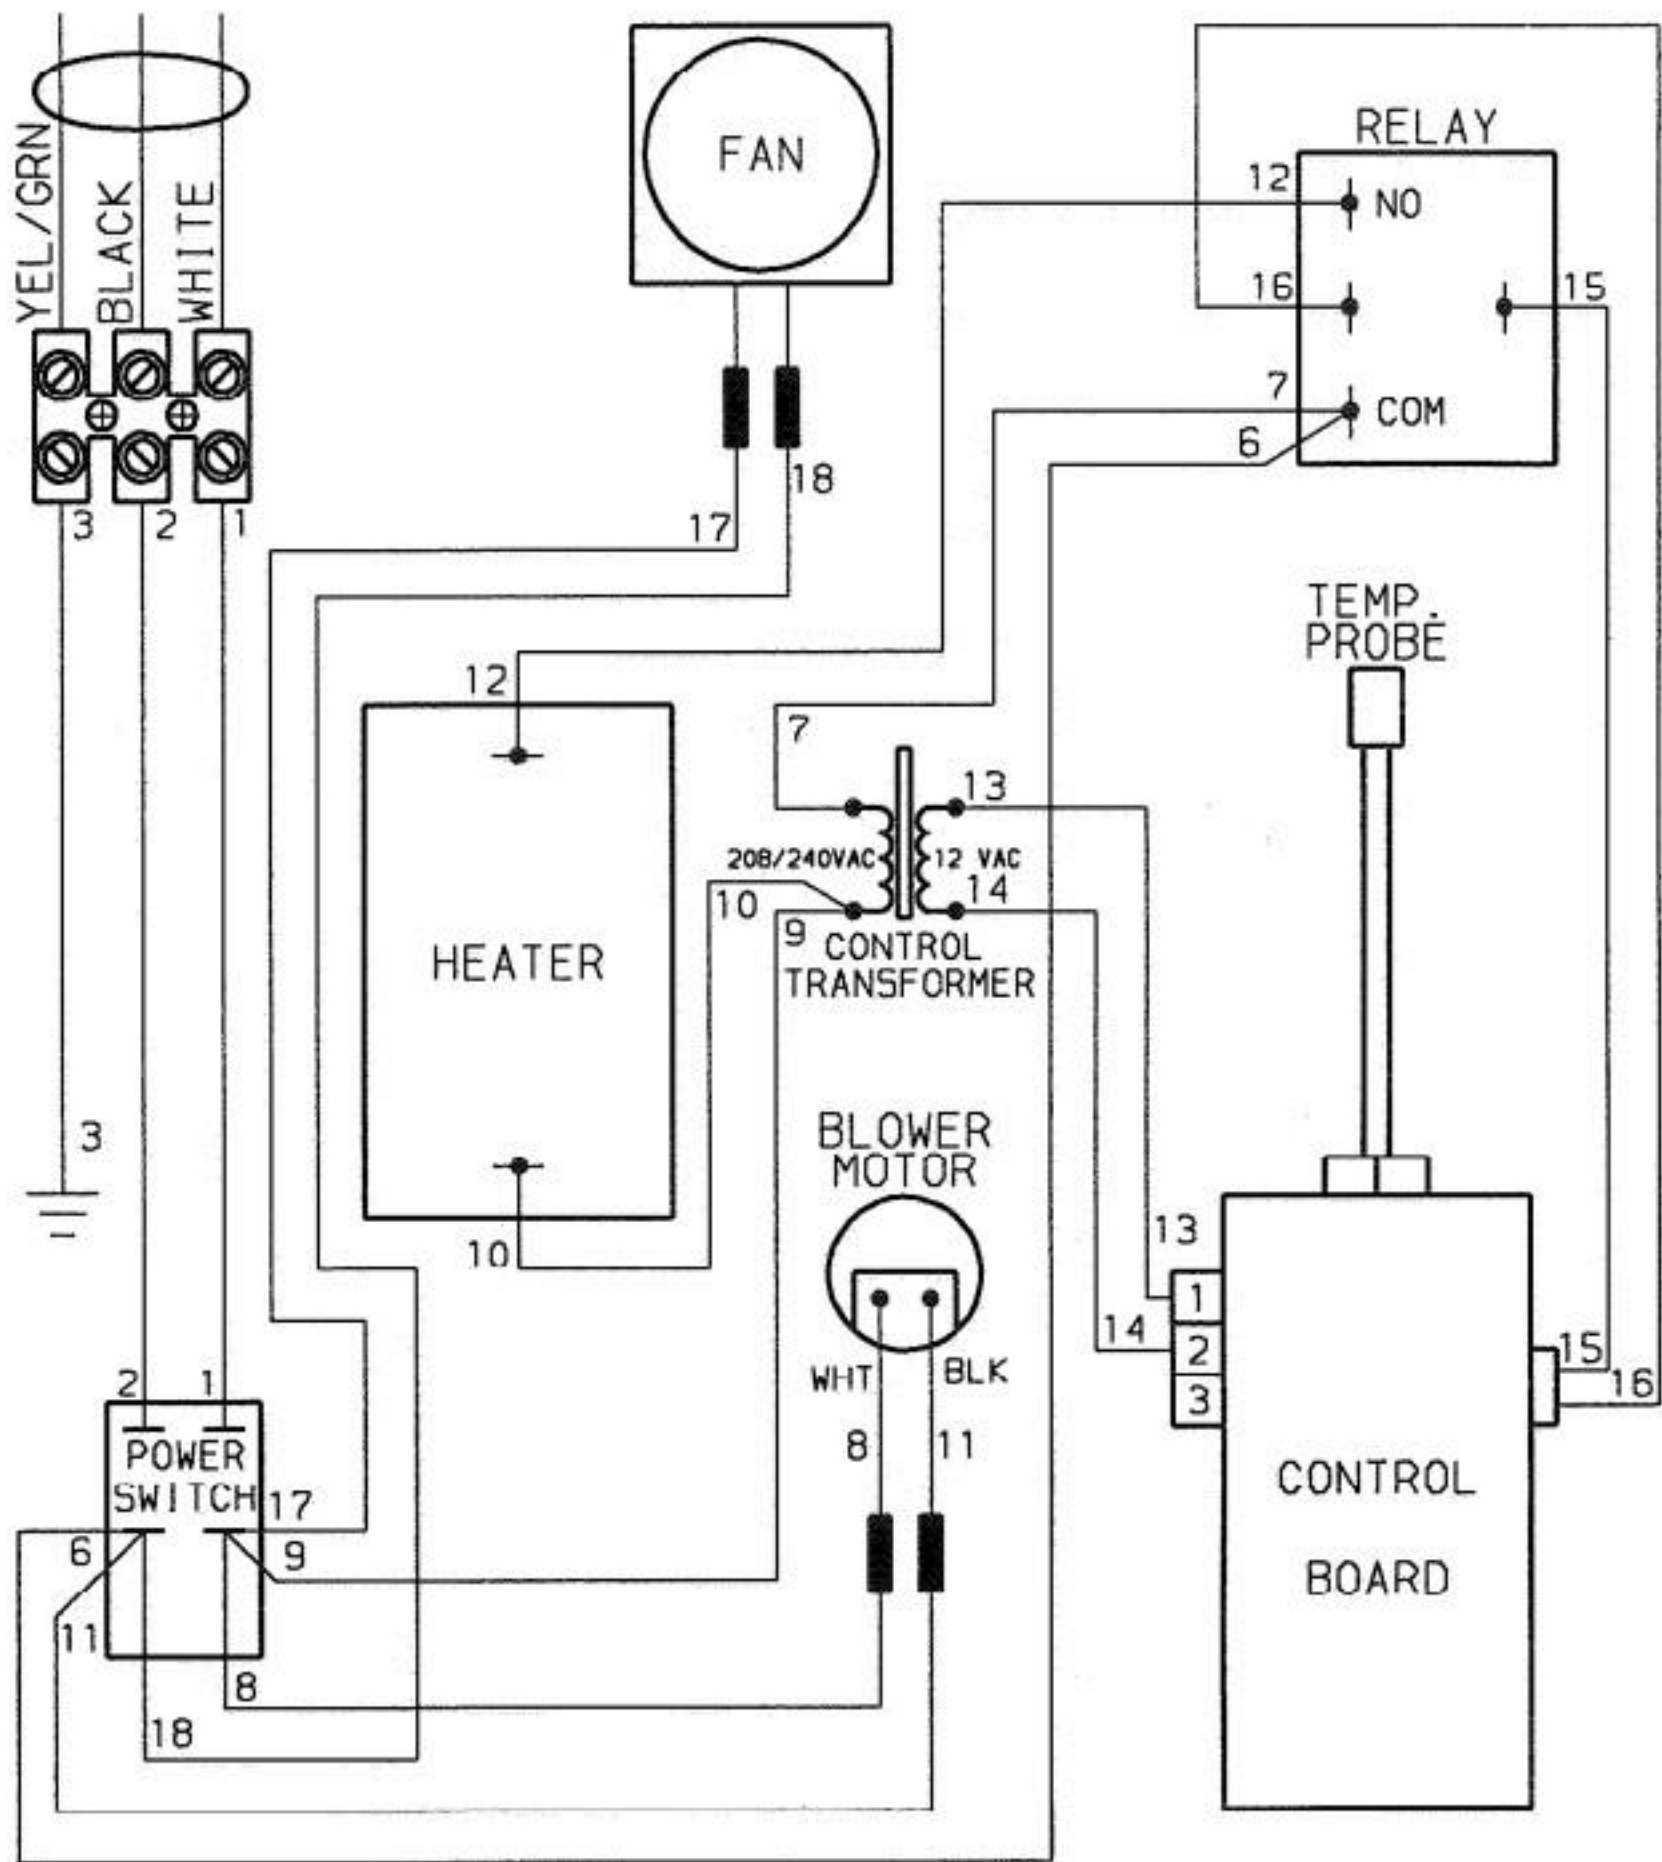 YEL/GRN
BLACK
WHITE
3
2
1
FAN
17
18
RELAY
12
NO
16
15
7
COM
6
TEMP.
PROBE
12
7
13
208/240VAC
12 VAC
14
10
9
CONTROL
TRANSFORMER
HEATER
3
10
BLOWER
MOTOR
WHT
BLK
8
11
13
1
14
2
3
15
16
CONTROL
BOARD
2
1
POWER
SWITCH
17
6
9
11
8
18